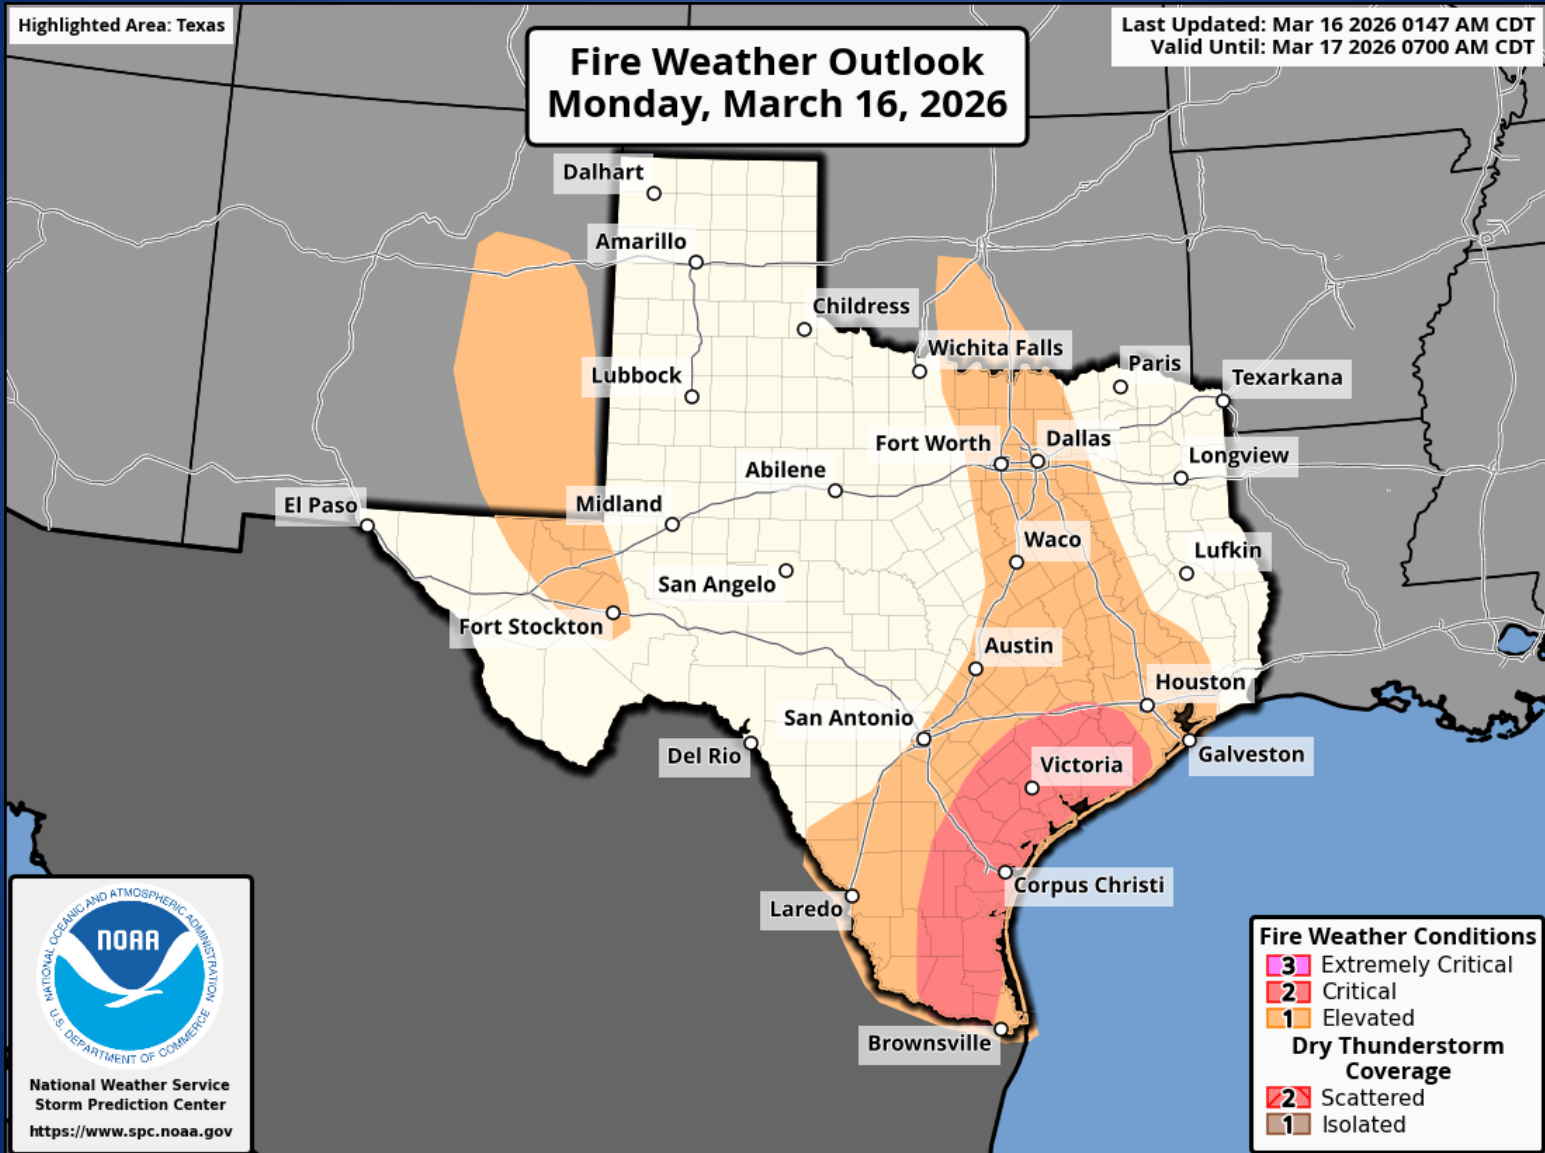 Highlighted Area: Texas
Fire Weather Outlook
Monday, March 16, 2026
Last Updated: Mar 16 2026 0147 AM CDT
Valid Until: Mar 17 2026 0700 AM CDT
Dalhart
Amarillo
Childress
Wichita Falls
Paris
Lubbock
Texarkana
Fort Worth
Dallas
Longview
Abilene
El Paso
Midland
Waco
Lufkin
San Angelo
Fort Stockton
Austin
Houston
San Antonio
Del Rio
Galveston
Victoria
Corpus Christi
Laredo
Brownsville
NATIONAL OCEANIC AND ATMOSPHERIC ADMINISTRATION
NOAA
U.S. DEPARTMENT OF COMMERCE
National Weather Service
Storm Prediction Center
https://www.spc.noaa.gov
Fire Weather Conditions
3 Extremely Critical
2 Critical
1 Elevated
Dry Thunderstorm
Coverage
2 Scattered
1 Isolated